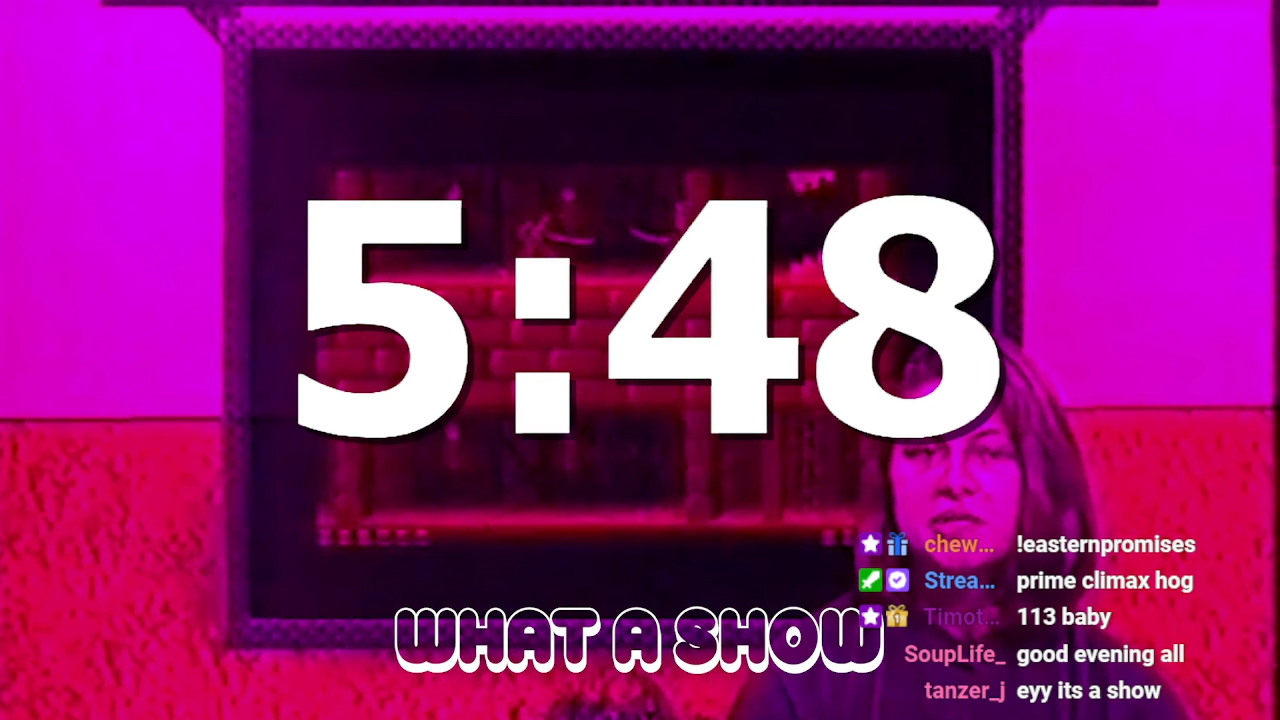 5:48
chew... !easternpromises
Strea... prime climax hog
Timot... 113 baby
WHAT A SHOW
SoupLife_ good evening all
tanzer_j eyy its a show